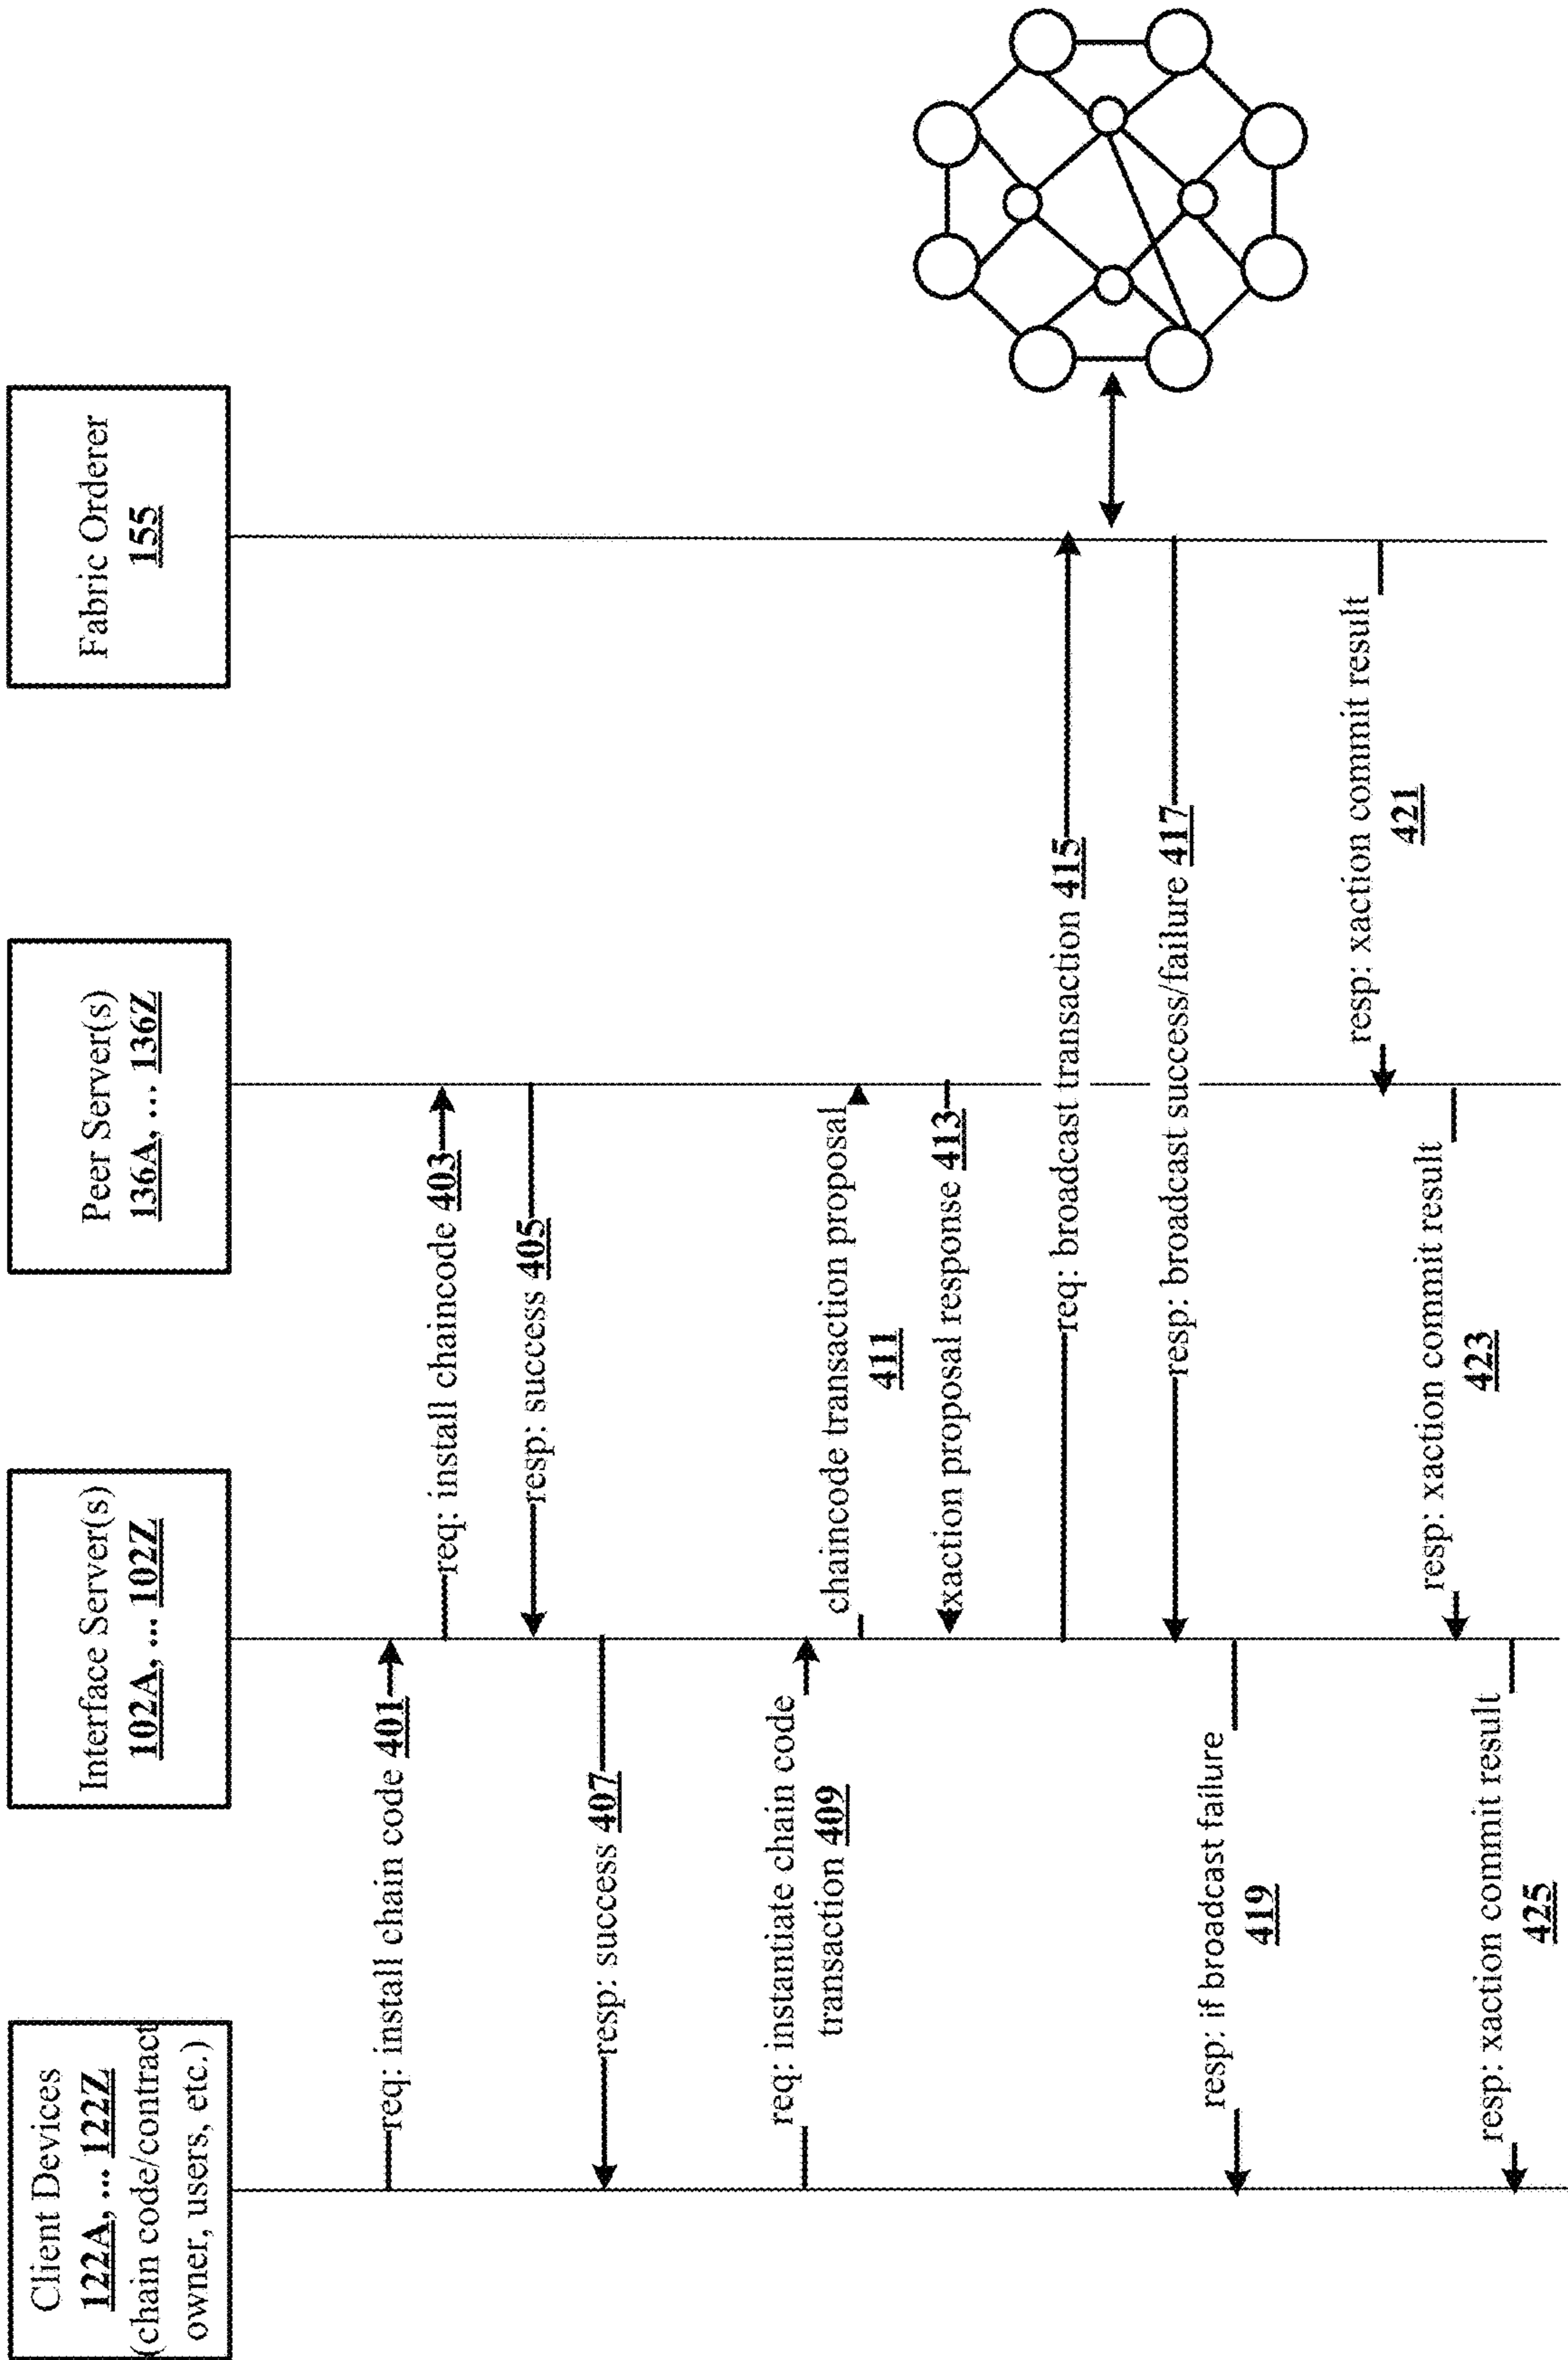 Client Devices
122A, ... 122Z
(chain code/contract
owner, users, etc.)
Interface Server(s)
102A, ... 102Z
Peer Server(s)
136A, ... 136Z
Fabric Orderer
155
req: install chain code 401
req: install chaincode 403
resp: success 405
resp: success 407
req: instantiate chain code
transaction 409
chaincode transaction proposal
411
xaction proposal response 413
req: broadcast transaction 415
resp: broadcast success/failure 417
resp: if broadcast failure
419
resp: xaction commit result
421
resp: xaction commit result
423
resp: xaction commit result
425